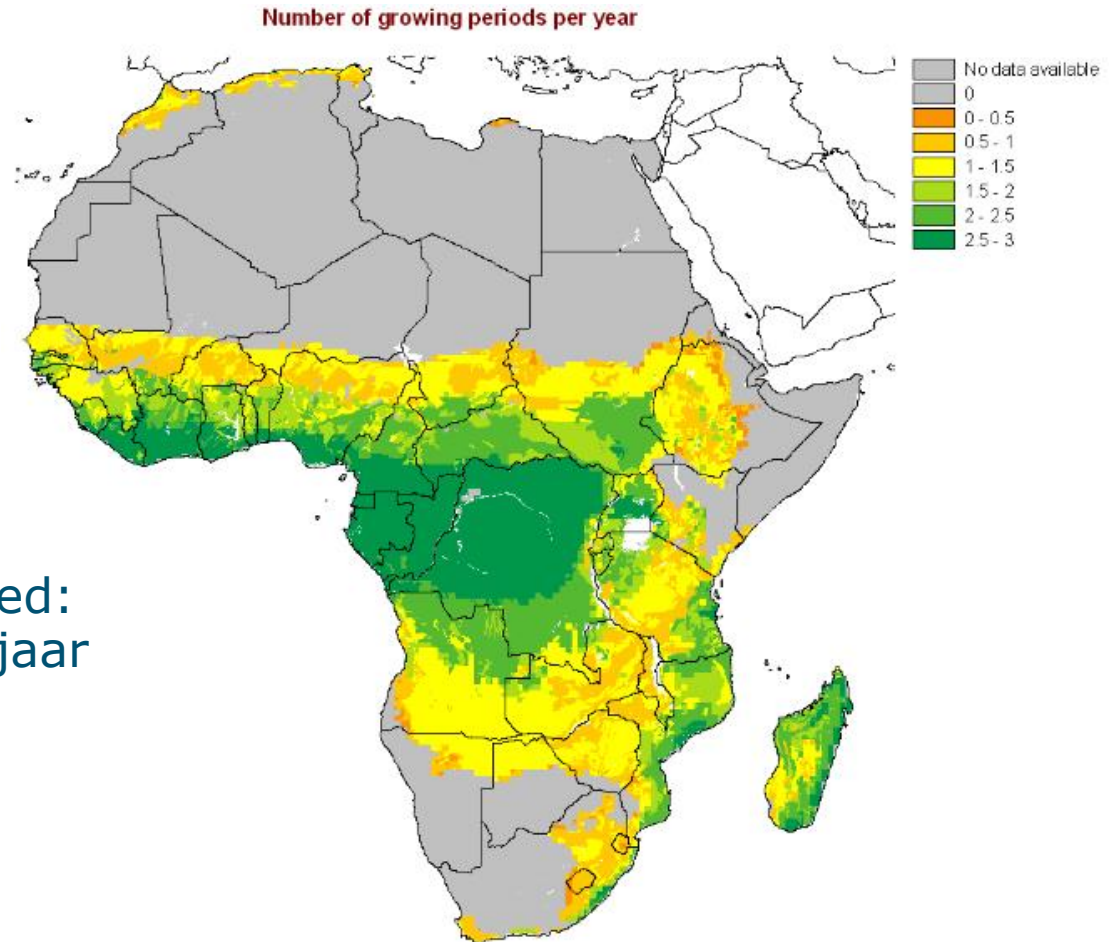 Number of growing periods per year
No data available
0
0 - 0.5
0.5 - 1
1 - 1.5
1.5 - 2
2 - 2.5
2.5 - 3
ed:
jaar